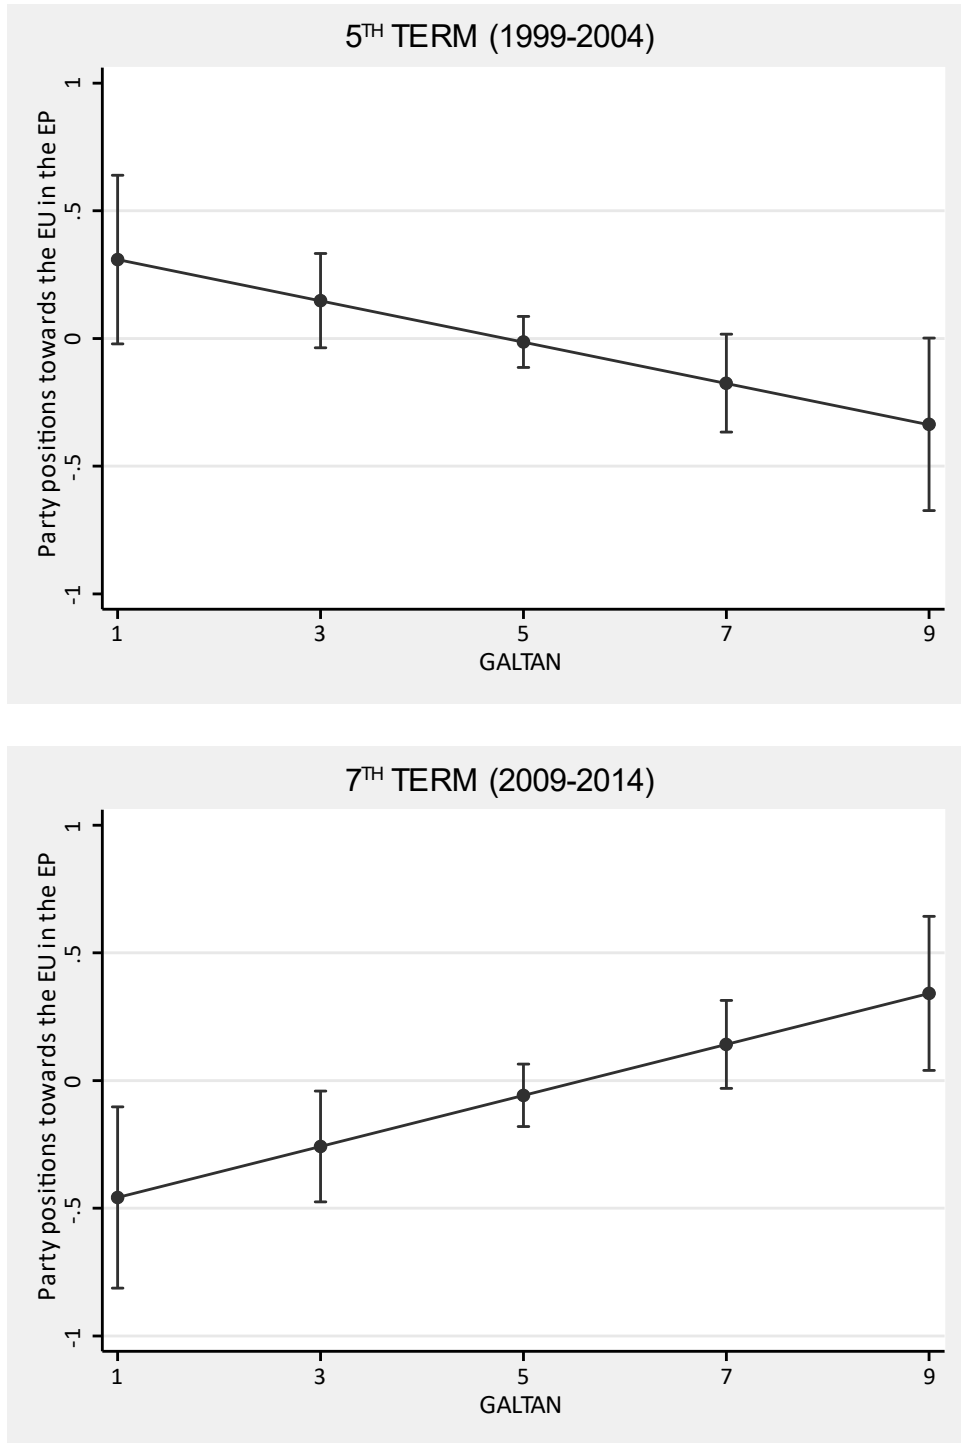 5TH TERM (1999-2004)
Party positions towards the EU in the EP
1
.5
0
-.5
-1
1 3 5 7 9
GALTAN
7TH TERM (2009-2014)
Party positions towards the EU in the EP
1
.5
0
-.5
-1
1 3 5 7 9
GALTAN